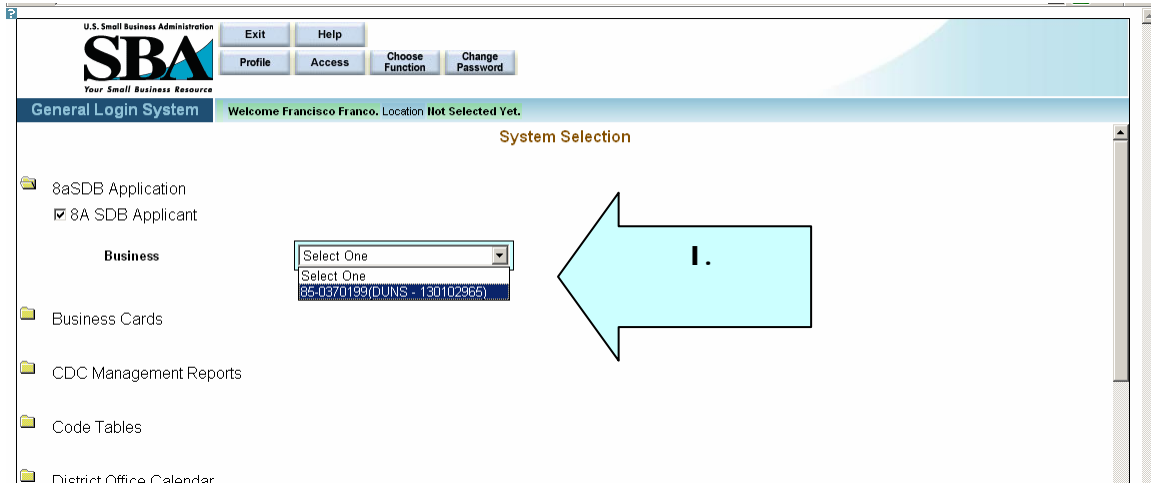 U.S. Small Business Administration
SBA
Your Small Business Resource
Exit Help
Profile Access Choose Function Change Password
General Login System Welcome Francisco Franco. Location Not Selected Yet.
System Selection
8aSDB Application
8A SDB Applicant
Business Select One
Select One
85-0370199(DUNS - 130102965)
I.
Business Cards
CDC Management Reports
Code Tables
District Office Calendar